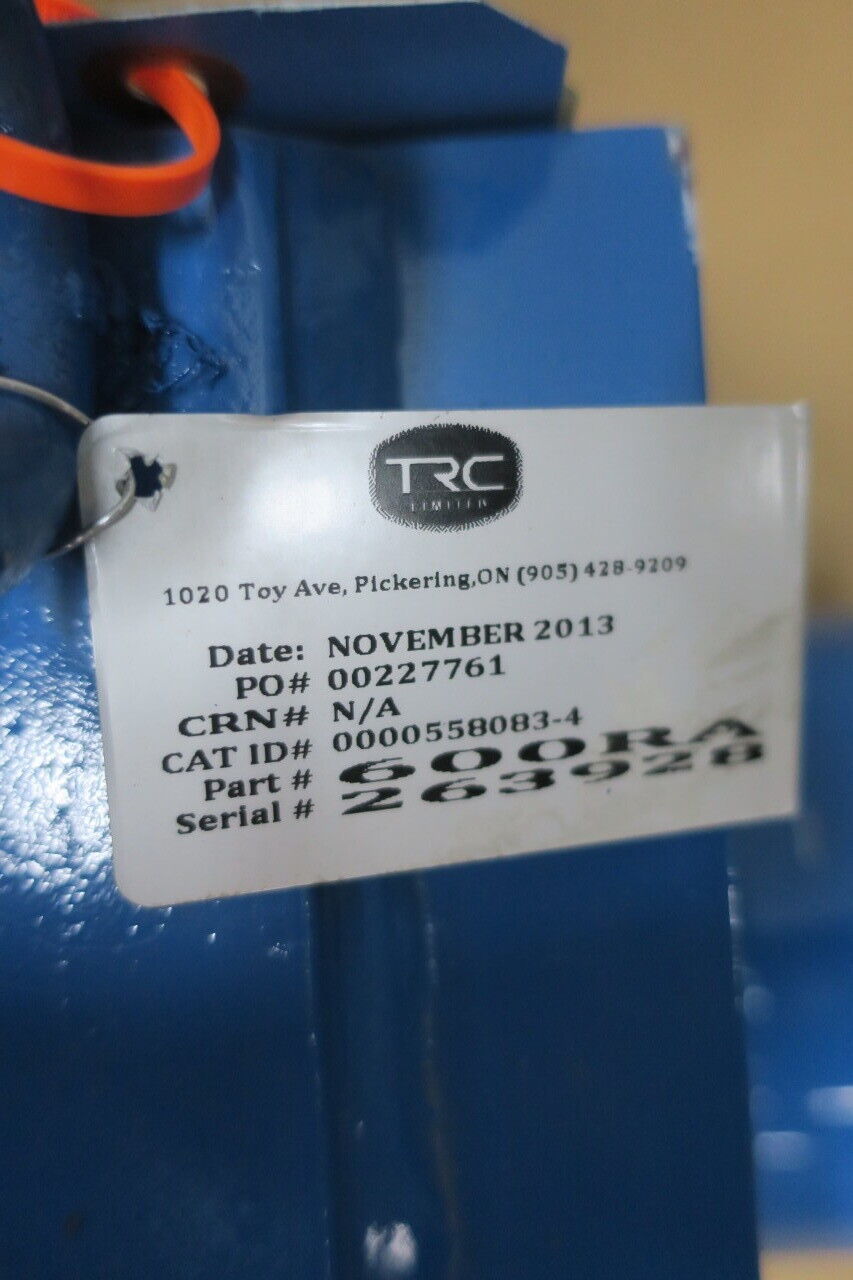 TRC
LIMITED
1020 Toy Ave, Pickering,ON (905) 428-9209
Date: NOVEMBER 2013
PO# 00227761
CRN# N/A
CAT ID# 0000558083-4
Part # 600RA
Serial # 263928